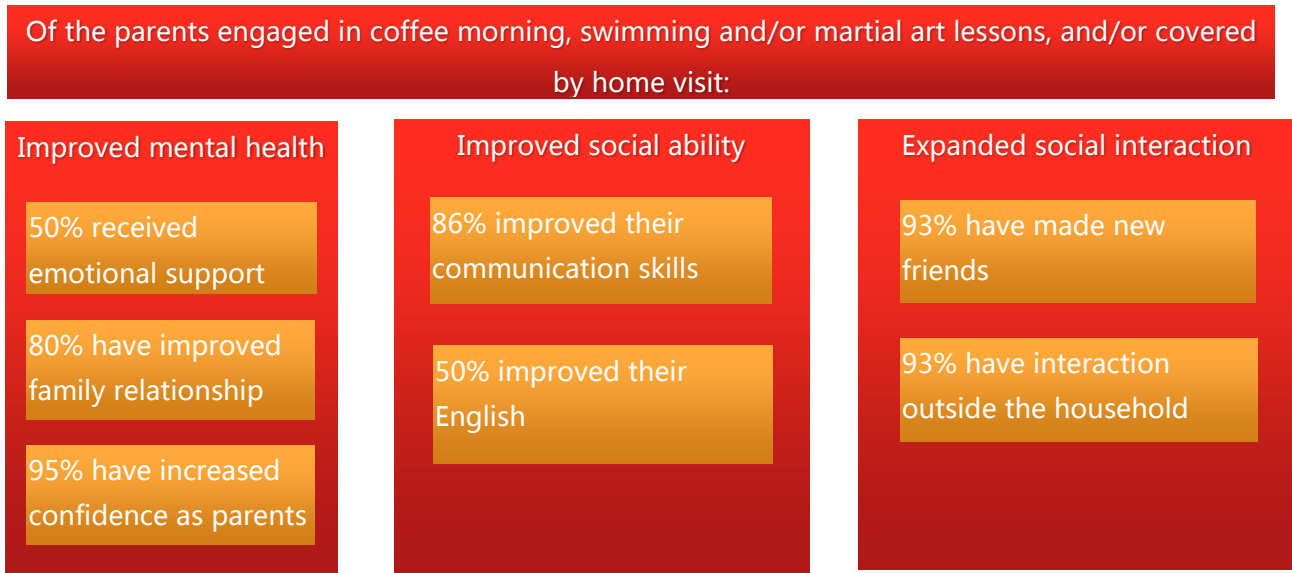 Of the parents engaged in coffee morning, swimming and/or martial art lessons, and/or covered
by home visit:
Improved mental health
50% received
emotional support
80% have improved
family relationship
95% have increased
confidence as parents
Improved social ability
86% improved their
communication skills
50% improved their
English
Expanded social interaction
93% have made new
friends
93% have interaction
outside the household